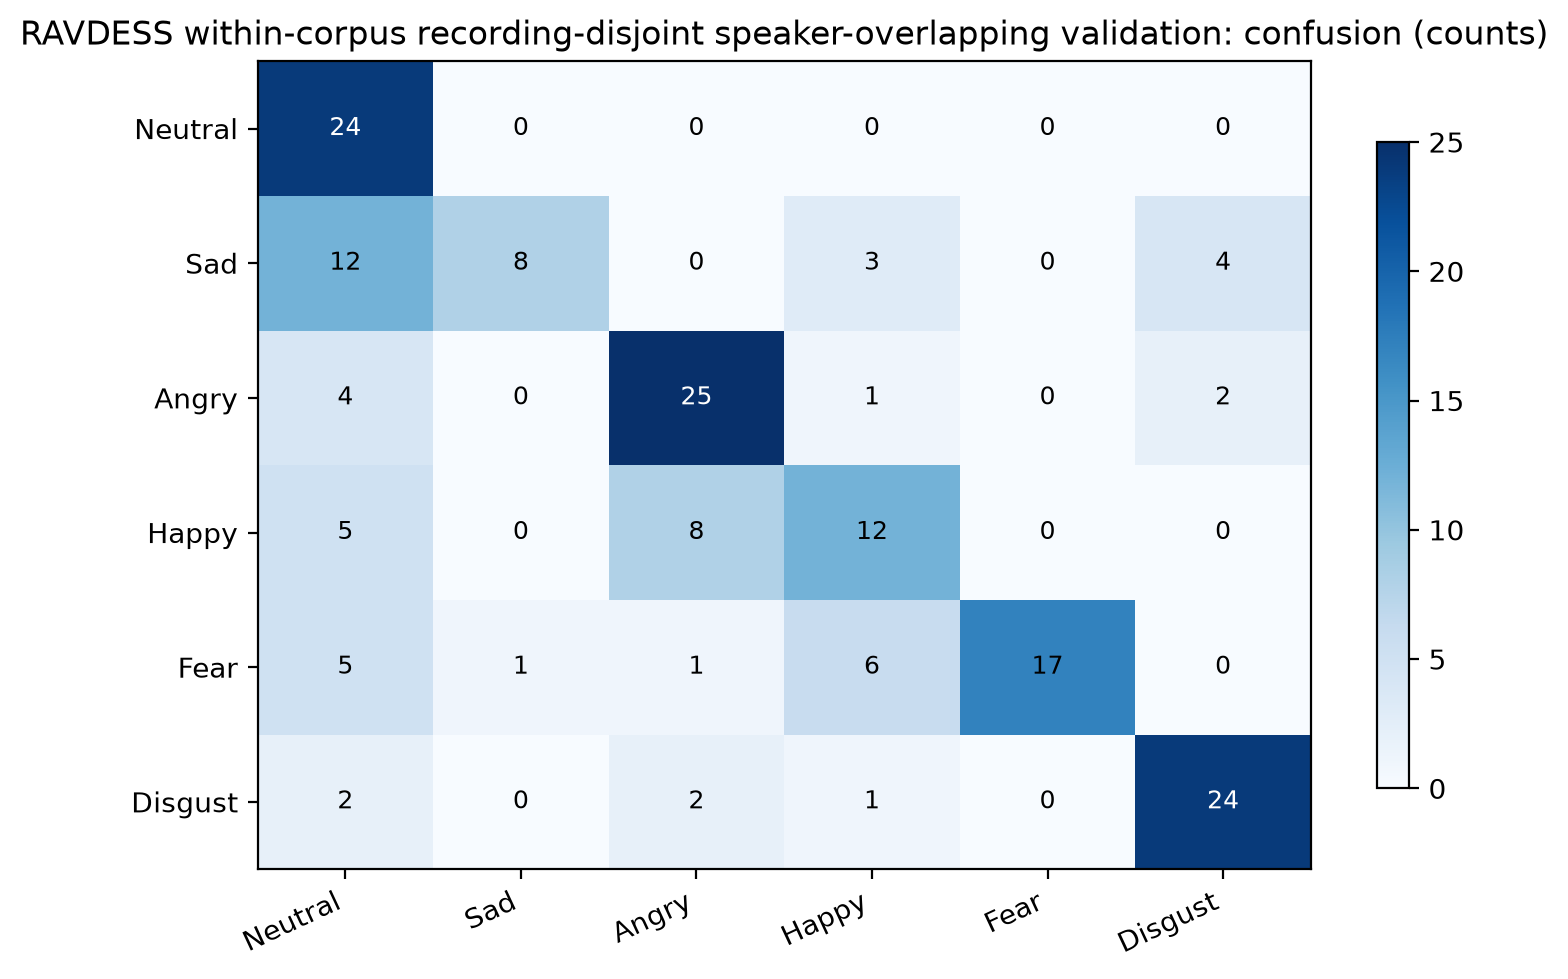 RAVDESS within-corpus recording-disjoint speaker-overlapping validation: confusion (counts)
Neutral 24 0 0 0 0 0
Sad 12 8 0 3 0 4
Angry 4 0 25 1 0 2
Happy 5 0 8 12 0 0
Fear 5 1 1 6 17 0
Disgust 2 0 2 1 0 24
Neutral Sad Angry Happy Fear Disgust
25
20
15
10
5
0